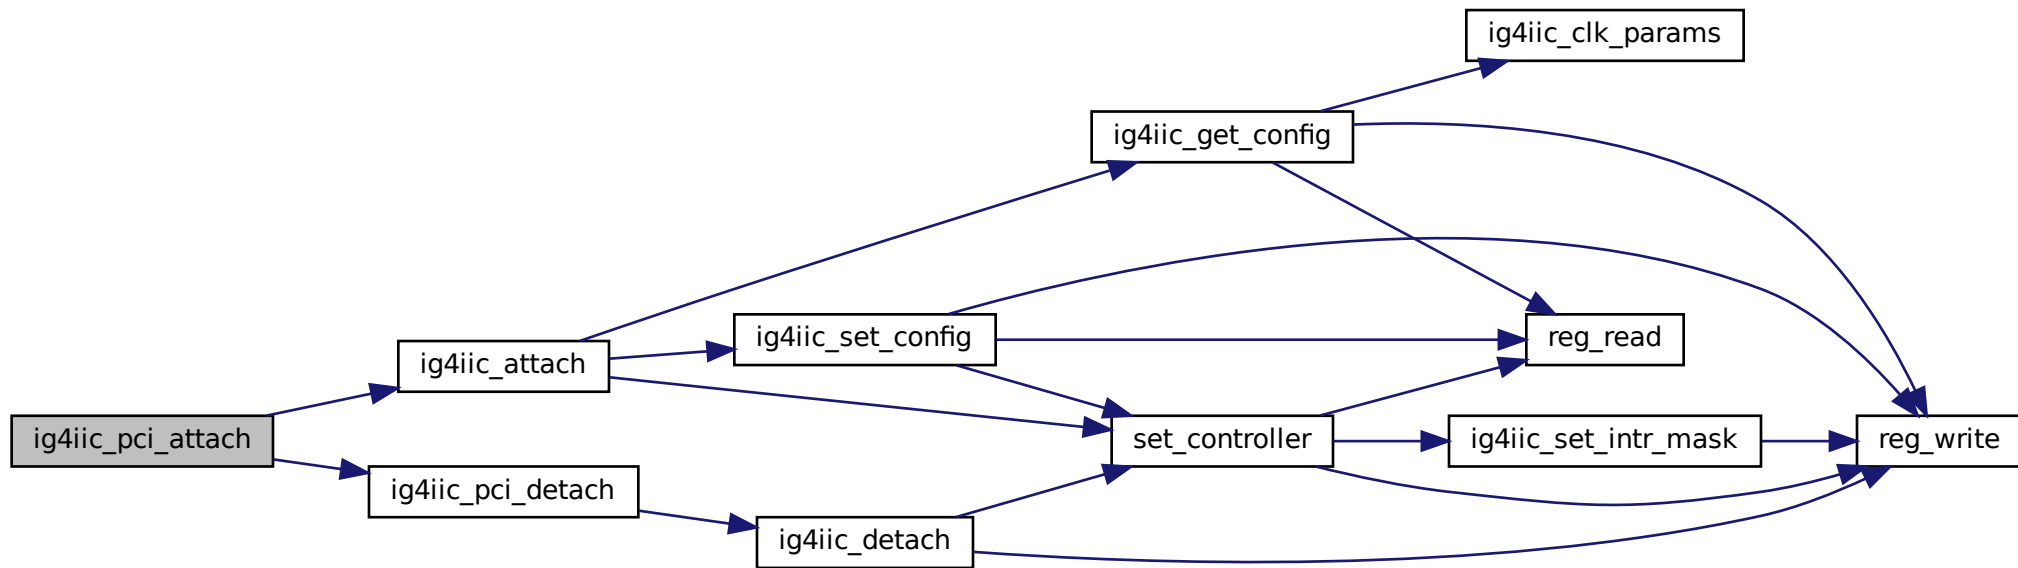 ig4iic_clk_params
ig4iic_get_config
ig4iic_set_config
reg_read
ig4iic_attach
ig4iic_pci_attach
set_controller
ig4iic_set_intr_mask
reg_write
ig4iic_pci_detach
ig4iic_detach